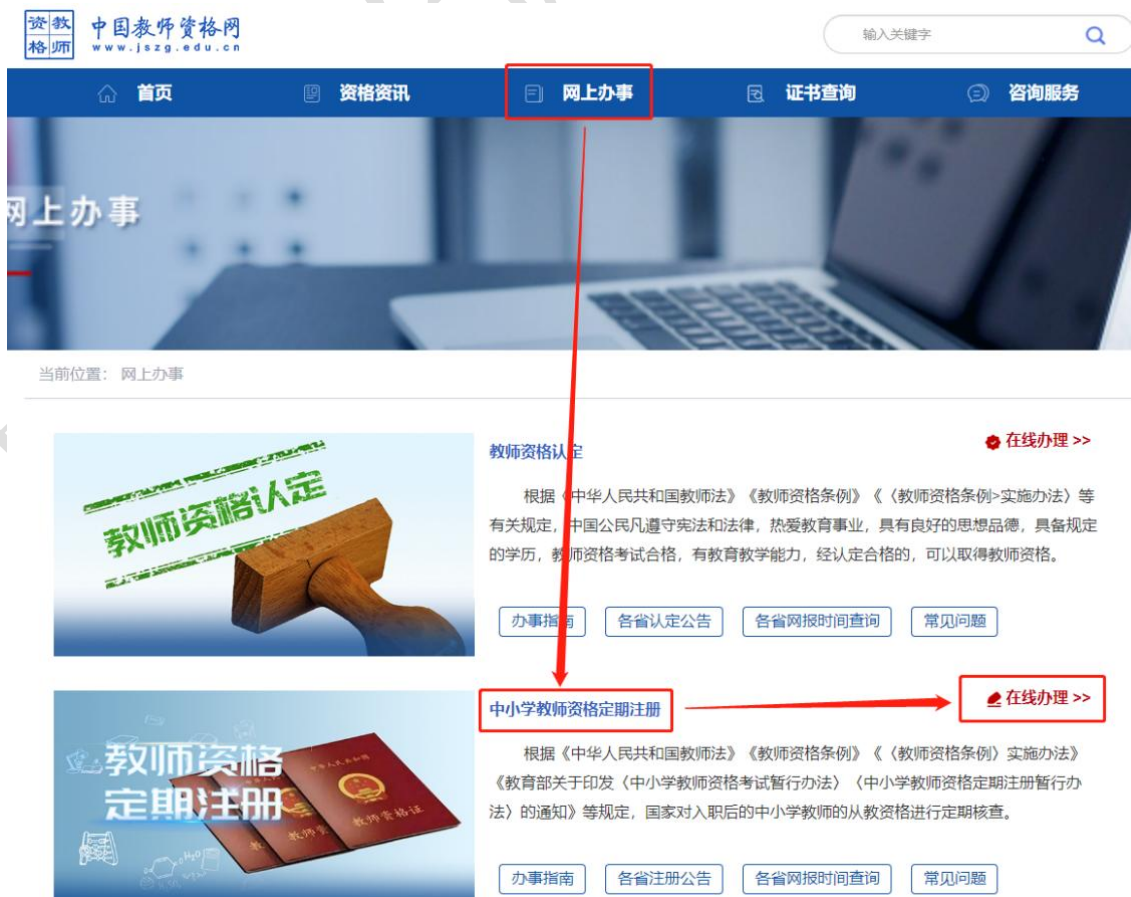 资教
格师
中国教师资格网
www.jszg.edu.cn
输入关键字
首页
资格资讯
网上办事
证书查询
咨询服务
网上办事
当前位置： 网上办事
教师资格认定
教师资格认定
在线办理 >>
根据《中华人民共和国教师法》《教师资格条例》《〈教师资格条例>实施办法〉等
有关规定，中国公民凡遵守宪法和法律，热爱教育事业，具有良好的思想品德，具备规定
的学历，教师资格考试合格，有教育教学能力，经认定合格的，可以取得教师资格。
办事指南
各省认定公告
各省网报时间查询
常见问题
教师资格
定期注册
中小学教师资格定期注册
在线办理 >>
根据《中华人民共和国教师法》《教师资格条例》《〈教师资格条例〉实施办法》
《教育部关于印发〈中小学教师资格考试暂行办法〉〈中小学教师资格定期注册暂行办
法〉的通知》等规定，国家对入职后的中小学教师的从教资格进行定期核查。
办事指南
各省注册公告
各省网报时间查询
常见问题